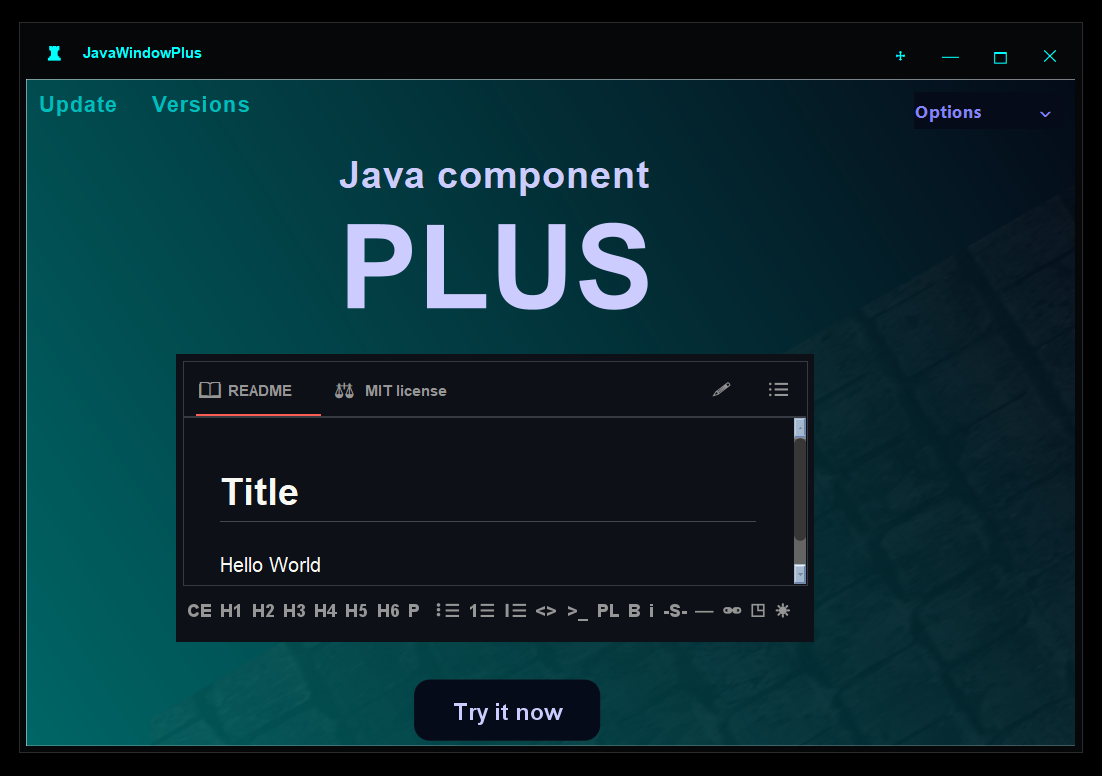 JavaWindowPlus
Update Versions
Options
Java component
PLUS
README MIT license
Title
Hello World
CE H1 H2 H3 H4 H5 H6 P 1 I <> >_ PL B i -S- —
Try it now